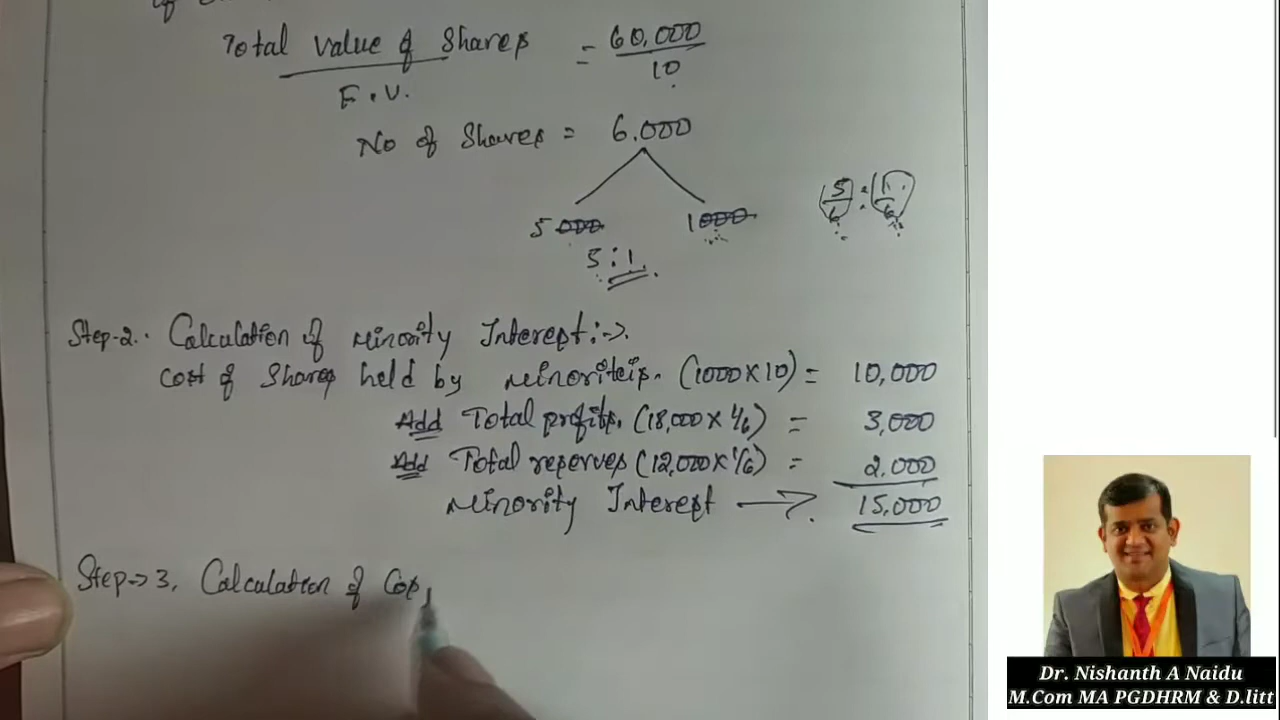 of
Total Value of Shares = 60,000
F.V. 10
No of Shares = 6.000
5000 1000
5/6 : 1/6
5:1.
Step-2. Calculation of Minority Interest:->.
Cost of Shares held by Minorities. (1000×10) = 10,000
Add Total profits. (18,000 × 1/6) = 3,000
Add Total reserves (12,000×1/6) = 2.000
Minority Interest → 15,000
Step→3. Calculation of Cos
Dr. Nishanth A Naidu
M.Com MA PGDHRM & D.litt